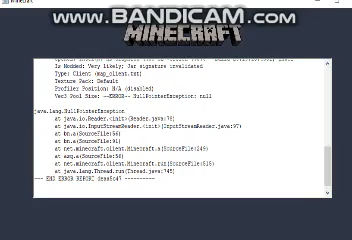 Minecraft
www.BANDICAM.com
MINECRAFT
Is Modded: Very likely; Jar signature invalidated
Type: Client (map_client.txt)
Texture Pack: Default
Profiler Position: N/A (disabled)
Vec3 Pool Size: ~~ERROR~~ NullPointerException: null
java.lang.NullPointerException
at java.io.Reader.<init>(Reader.java:78)
at java.io.InputStreamReader.<init>(InputStreamReader.java:97)
at bn.a(SourceFile:56)
at bn.a(SourceFile:91)
at net.minecraft.client.Minecraft.a(SourceFile:249)
at asq.a(SourceFile:56)
at net.minecraft.client.Minecraft.run(SourceFile:515)
at java.lang.Thread.run(Thread.java:745)
--- END ERROR REPORT ----------